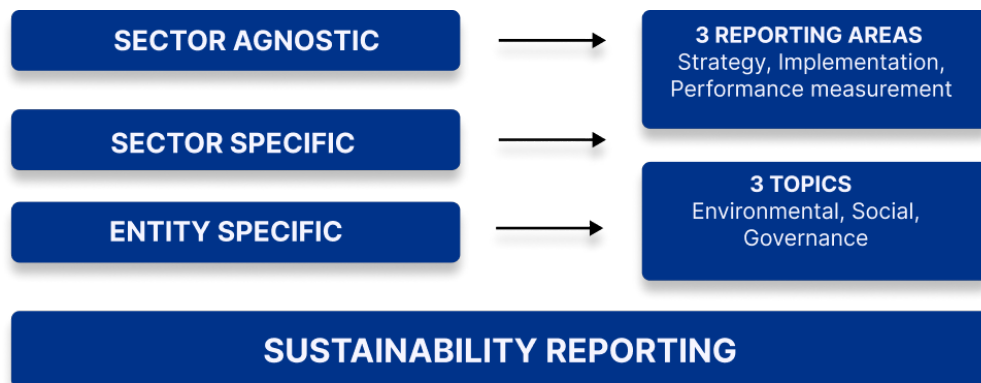 SECTOR AGNOSTIC
SECTOR SPECIFIC
ENTITY SPECIFIC
3 REPORTING AREAS
Strategy, Implementation,
Performance measurement
3 TOPICS
Environmental, Social,
Governance
SUSTAINABILITY REPORTING